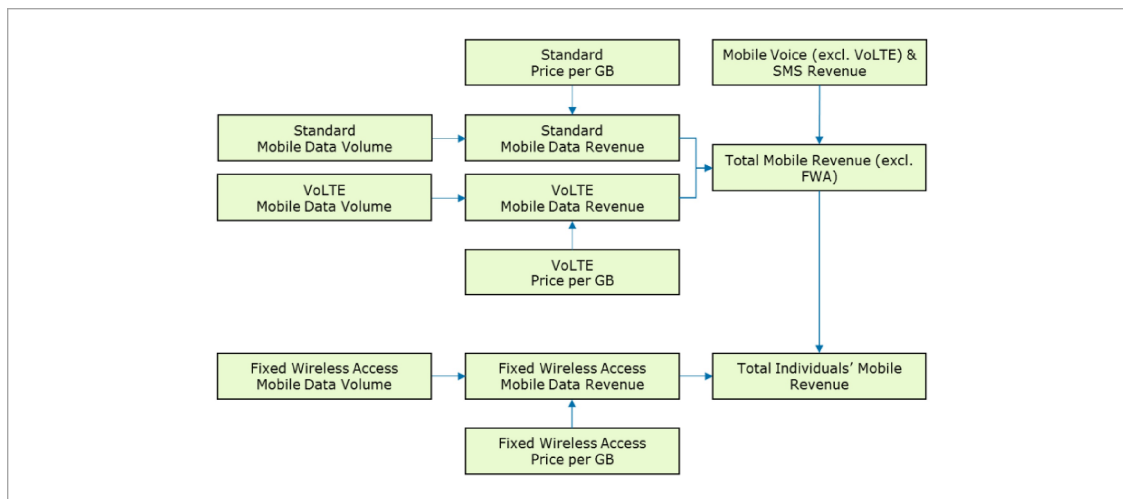 Standard
Price per GB
Mobile Voice (excl. VoLTE) &
SMS Revenue
Standard
Mobile Data Volume
Standard
Mobile Data Revenue
Total Mobile Revenue (excl.
FWA)
VoLTE
Mobile Data Volume
VoLTE
Mobile Data Revenue
VoLTE
Price per GB
Fixed Wireless Access
Mobile Data Volume
Fixed Wireless Access
Mobile Data Revenue
Total Individuals’ Mobile
Revenue
Fixed Wireless Access
Price per GB